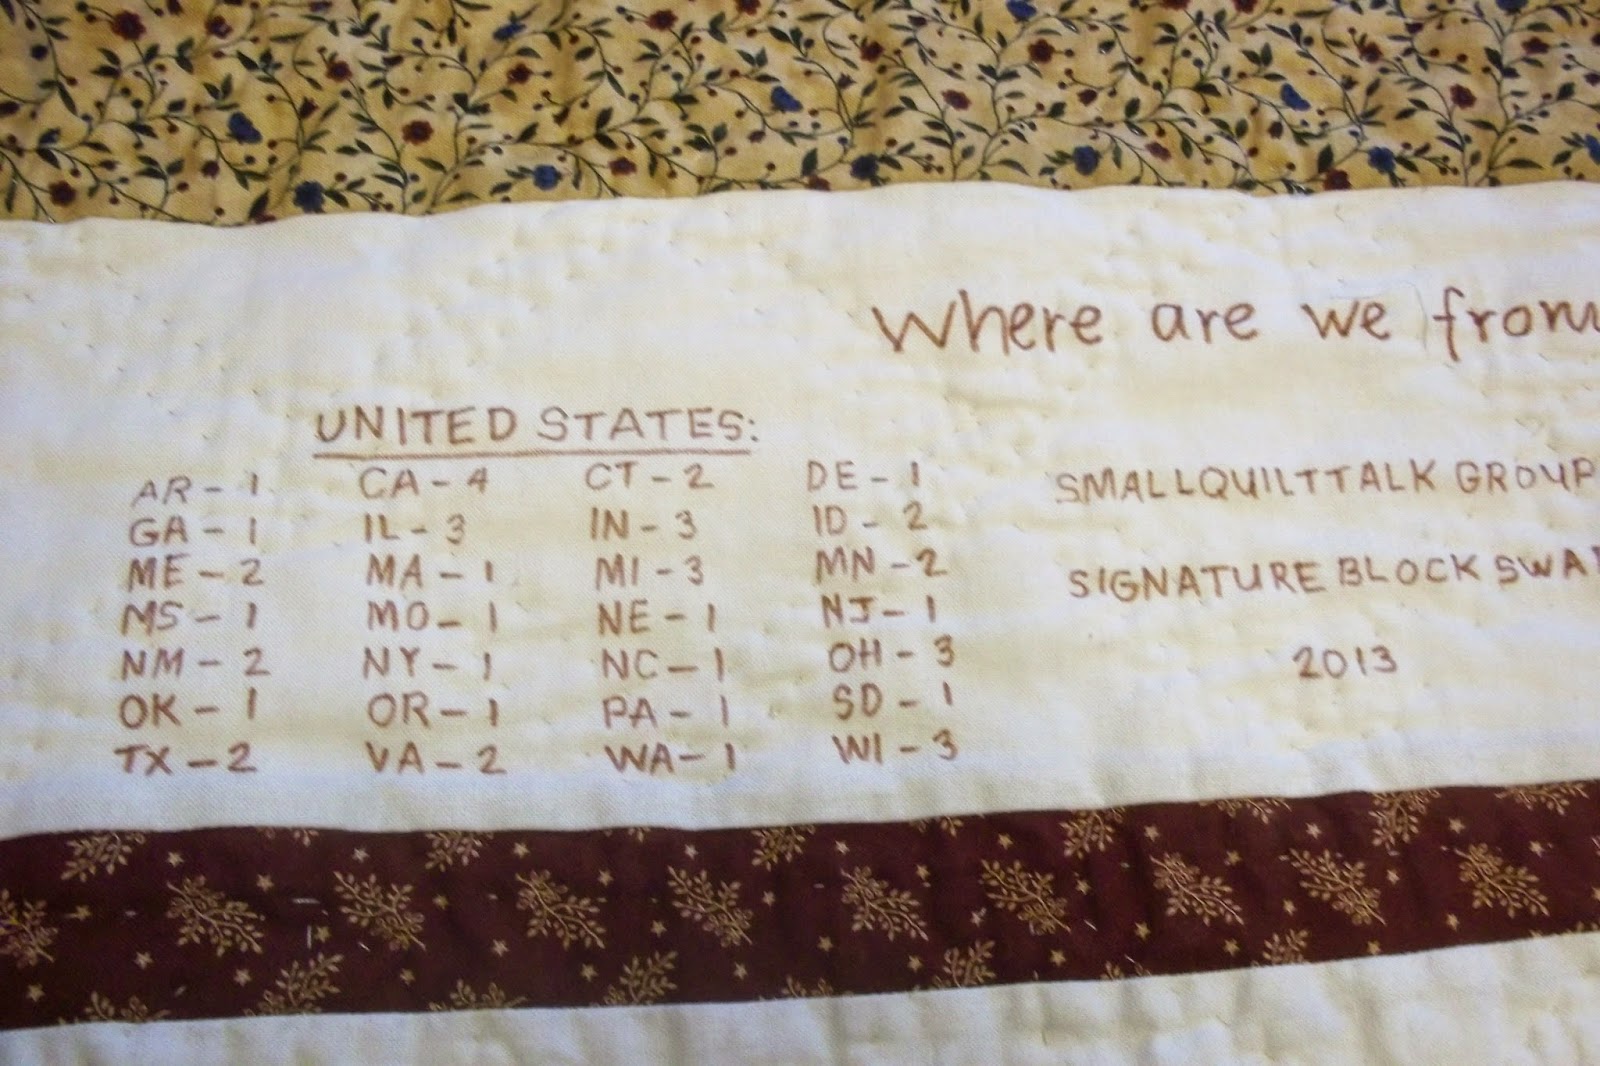 Where are we from
UNITED STATES:
AR - 1 CA - 4 CT - 2 DE - 1
GA - 1 IL - 3 IN - 3 ID - 2
ME - 2 MA - 1 MI - 3 MN - 2
MS - 1 MO - 1 NE - 1 NJ - 1
NM - 2 NY - 1 NC - 1 OH - 3
OK - 1 OR - 1 PA - 1 SD - 1
TX - 2 VA - 2 WA - 1 WI - 3
SMALLQUILTTALK GROUP
SIGNATURE BLOCK
2013